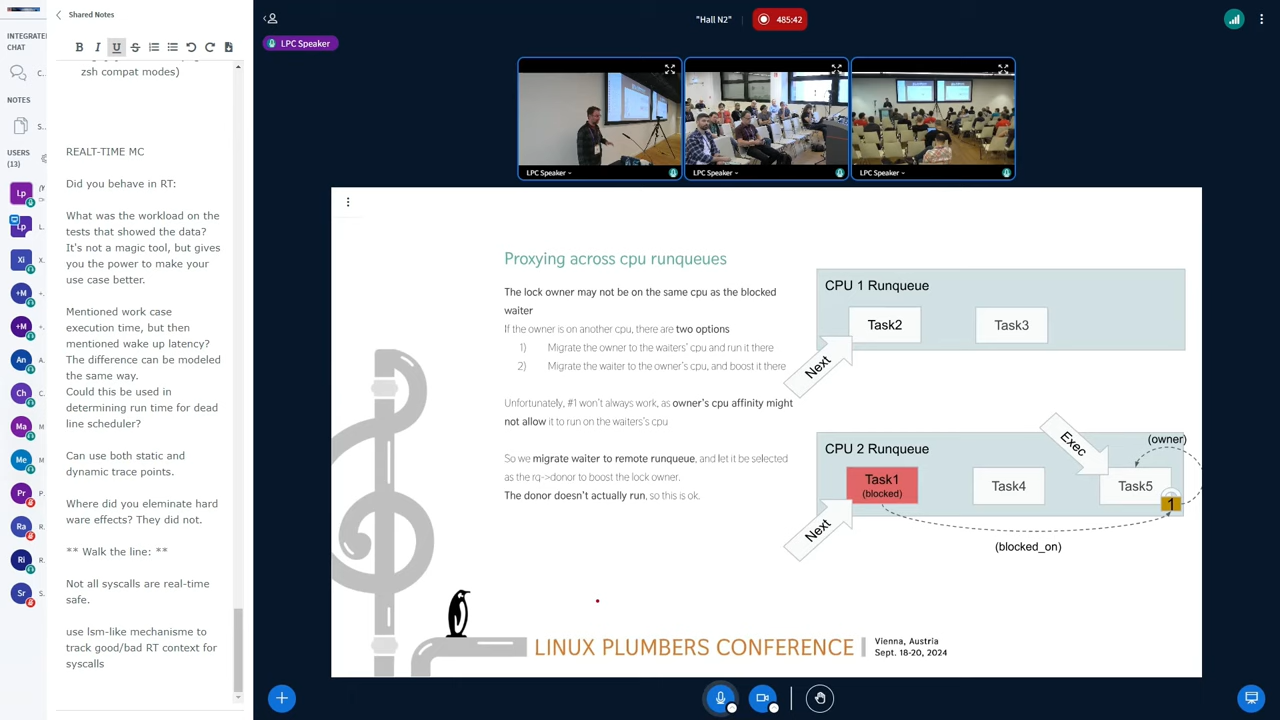 Shared Notes
INTEGRATE
CHAT
C.
NOTES
S.
USERS
(13)
zsh compat modes)
REALT-TIME MC
Did you behave in RT:
What was the workload on the
tests that showed the data?
It's not a magic tool, but gives
you the power to make your
use case better.
Mentioned work case
execution time, but then
mentioned wake up latency?
The difference can be modeled
the same way.
Could this be used in
determining run time for dead
line scheduler?
Can use both static and
dynamic trace points.
Where did you eleminate hard
ware effects? They did not.
** Walk the line: **
Not all syscalls are real-time
safe.
use lsm-like mechanisme to
track good/bad RT context for
syscalls
Lp
Lp
Xi
+M
+M
An
Ch
Ma
Me
Pr
Ra
Ri
Sr
"Hall N2"
485:42
LPC Speaker
LPC Speaker
LPC Speaker
LPC Speaker
Proxying across cpu runqueues
The lock owner may not be on the same cpu as the blocked
waiter
If the owner is on another cpu, there are two options
1) Migrate the owner to the waiters' cpu and run it there
2) Migrate the waiter to the owner's cpu, and boost it there
Unfortunately, #1 won't always work, as owner's cpu affinity might
not allow it to run on the waiters's cpu
So we migrate waiter to remote runqueue, and let it be selected
as the rq->donor to boost the lock owner.
The donor doesn't actually run, so this is ok.
CPU 1 Runqueue
Task2
Task3
Next
CPU 2 Runqueue
Exec
(owner)
Task1
(blocked)
Task4
Task5
1
Next
(blocked_on)
LINUX PLUMBERS CONFERENCE
Vienna, Austria
Sept. 18-20, 2024